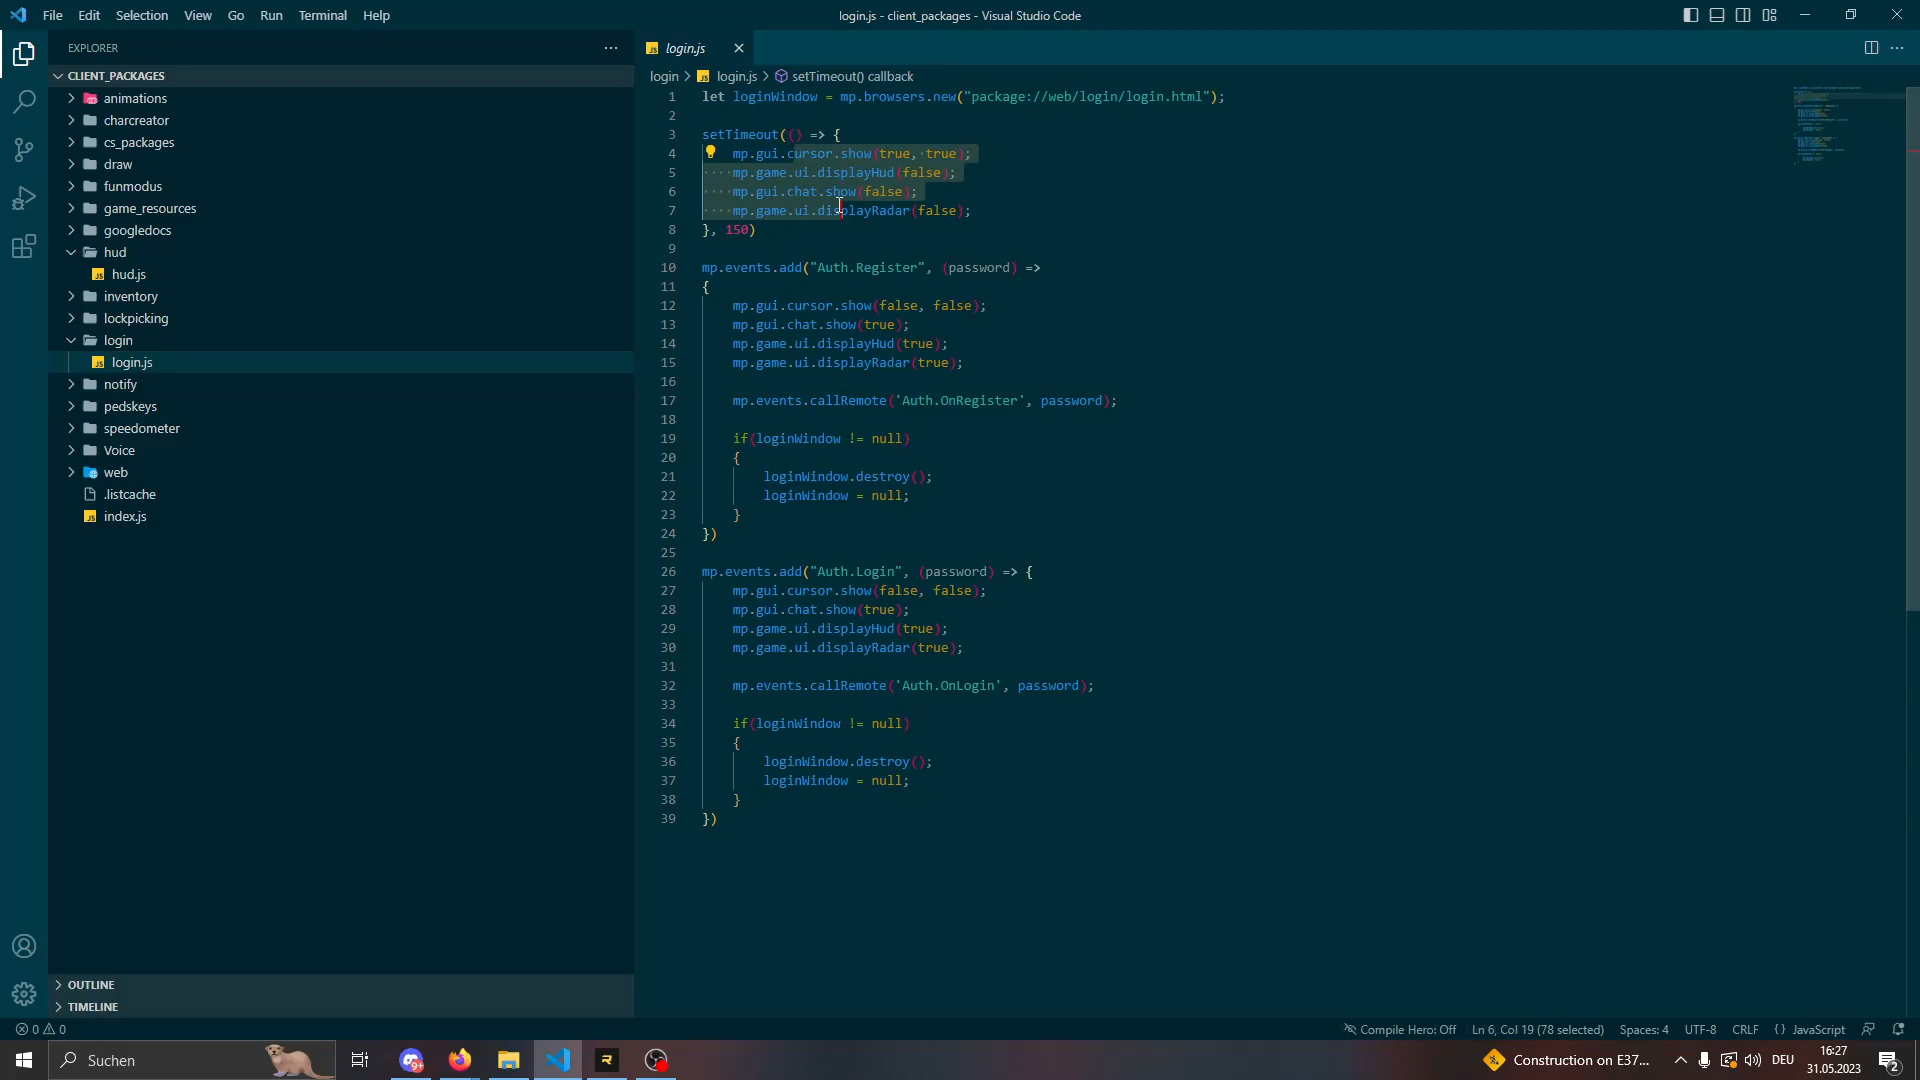 File Edit Selection View Go Run Terminal Help
login.js - client_packages - Visual Studio Code
EXPLORER
CLIENT_PACKAGES
animations
charcreator
cs_packages
draw
funmodus
game_resources
googledocs
hud
hud.js
inventory
lockpicking
login
login.js
notify
pedskeys
speedometer
Voice
web
.listcache
index.js
OUTLINE
TIMELINE
login.js
login > login.js > setTimeout() callback
1 let loginWindow = mp.browsers.new("package://web/login/login.html");
2
3 setTimeout(() => {
4 mp.gui.cursor.show(true, true);
5 mp.game.ui.displayHud(false);
6 mp.gui.chat.show(false);
7 mp.game.ui.displayRadar(false);
8 }, 150)
9
10 mp.events.add("Auth.Register", (password) =>
11 {
12 mp.gui.cursor.show(false, false);
13 mp.gui.chat.show(true);
14 mp.game.ui.displayHud(true);
15 mp.game.ui.displayRadar(true);
16
17 mp.events.callRemote('Auth.OnRegister', password);
18
19 if(loginWindow != null)
20 {
21 loginWindow.destroy();
22 loginWindow = null;
23 }
24 })
25
26 mp.events.add("Auth.Login", (password) => {
27 mp.gui.cursor.show(false, false);
28 mp.gui.chat.show(true);
29 mp.game.ui.displayHud(true);
30 mp.game.ui.displayRadar(true);
31
32 mp.events.callRemote('Auth.OnLogin', password);
33
34 if(loginWindow != null)
35 {
36 loginWindow.destroy();
37 loginWindow = null;
38 }
39 })
0 0
Compile Hero: Off Ln 6, Col 19 (78 selected) Spaces: 4 UTF-8 CRLF {} JavaScript
Suchen
9+
Construction on E37...
DEU
16:27
31.05.2023
2